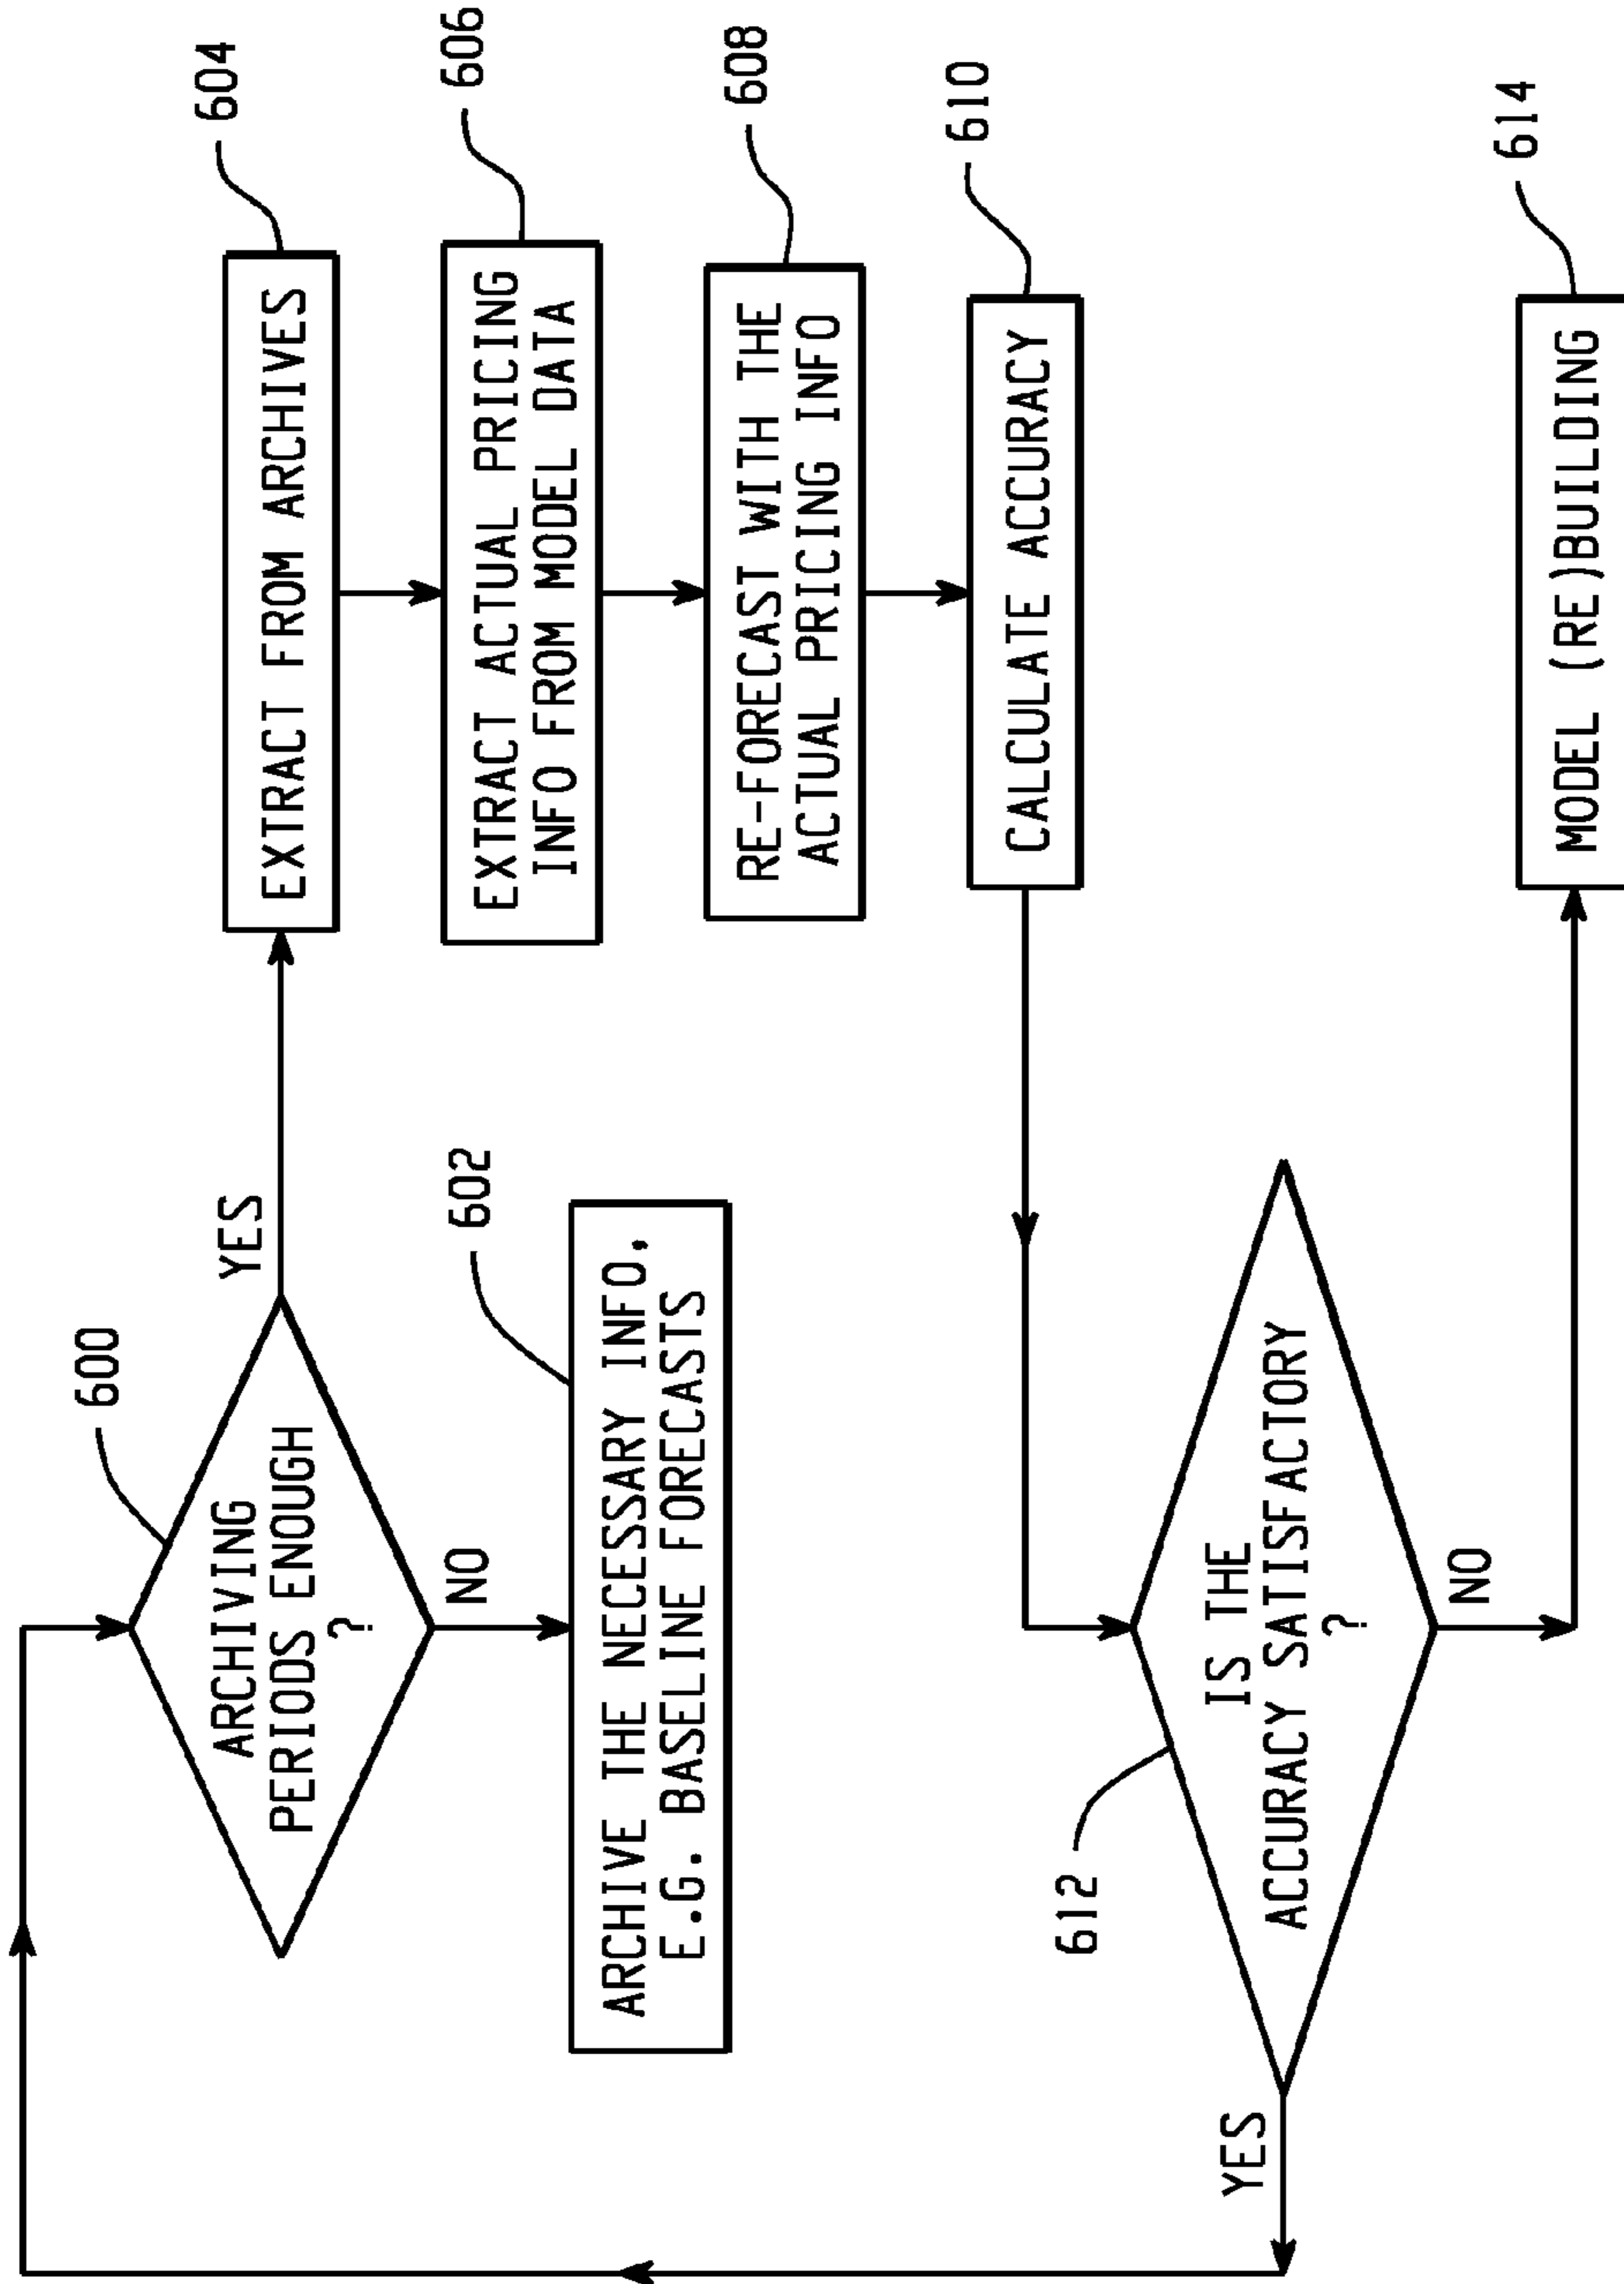 600
ARCHIVING
PERIODS ENOUGH
?
YES
NO
602
ARCHIVE THE NECESSARY INFO,
E.G. BASELINE FORECASTS
604
EXTRACT FROM ARCHIVES
606
EXTRACT ACTUAL PRICING
INFO FROM MODEL DATA
608
RE-FORECAST WITH THE
ACTUAL PRICING INFO
610
CALCULATE ACCURACY
612
IS THE
ACCURACY SATISFACTORY
?
YES
NO
614
MODEL (RE)BUILDING